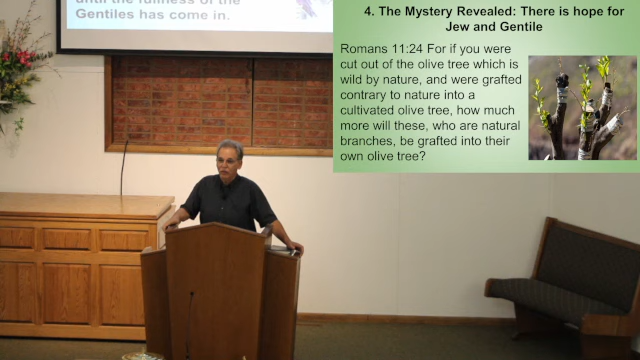 until the fullness of the
Gentiles has come in.
4. The Mystery Revealed: There is hope for
Jew and Gentile
Romans 11:24 For if you were
cut out of the olive tree which is
wild by nature, and were grafted
contrary to nature into a
cultivated olive tree, how much
more will these, who are natural
branches, be grafted into their
own olive tree?